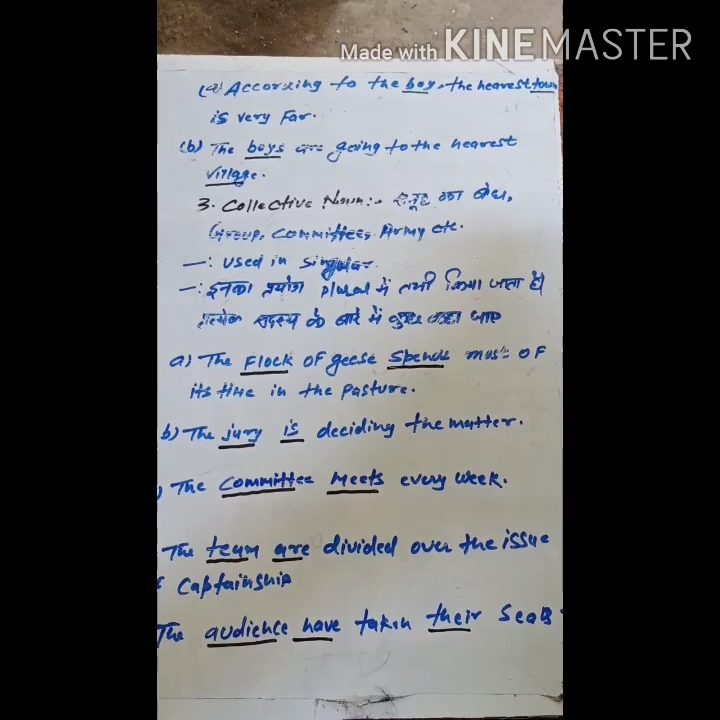 Made with KINEMASTER
(a) According to the boy, the nearest town
is very far.
(b) The boys are going to the nearest
village.
3. Collective Noun:- समूह का बोध,
Group, Committee, Army etc.
—: used in singular
—: इनका प्रयोग plural में तभी किया जाता है।
प्रत्येक सदस्य के बारे में कुछ कहा जाए
a) The Flock of geese spends most of
its time in the pasture.
b) The jury is deciding the matter.
) The Committee Meets every week.
The team are divided over the issue
f Captainship
The audience have taken their Seats.